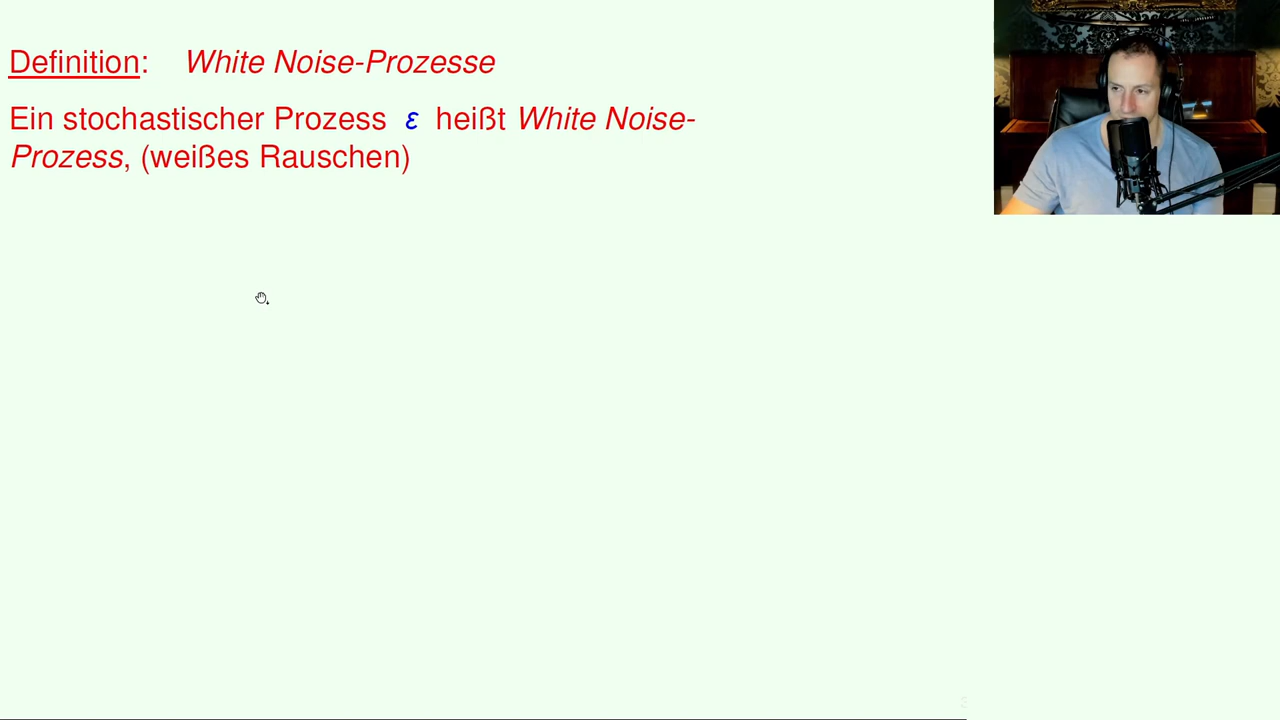 Definition: White Noise-Prozesse
Ein stochastischer Prozess ε heißt White Noise-
Prozess, (weißes Rauschen)